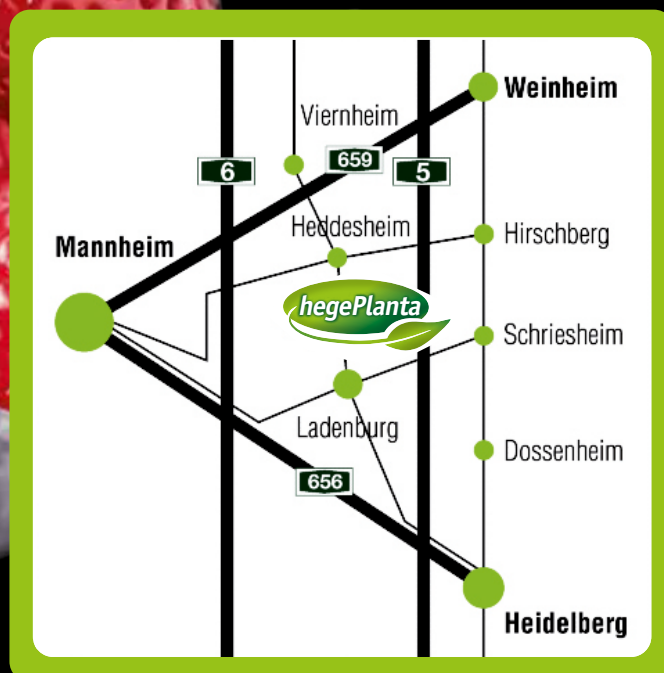 Weinheim
Viernheim
659
6
5
Heddesheim
Hirschberg
Mannheim
hegePlanta
Schriesheim
Ladenburg
Dossenheim
656
Heidelberg